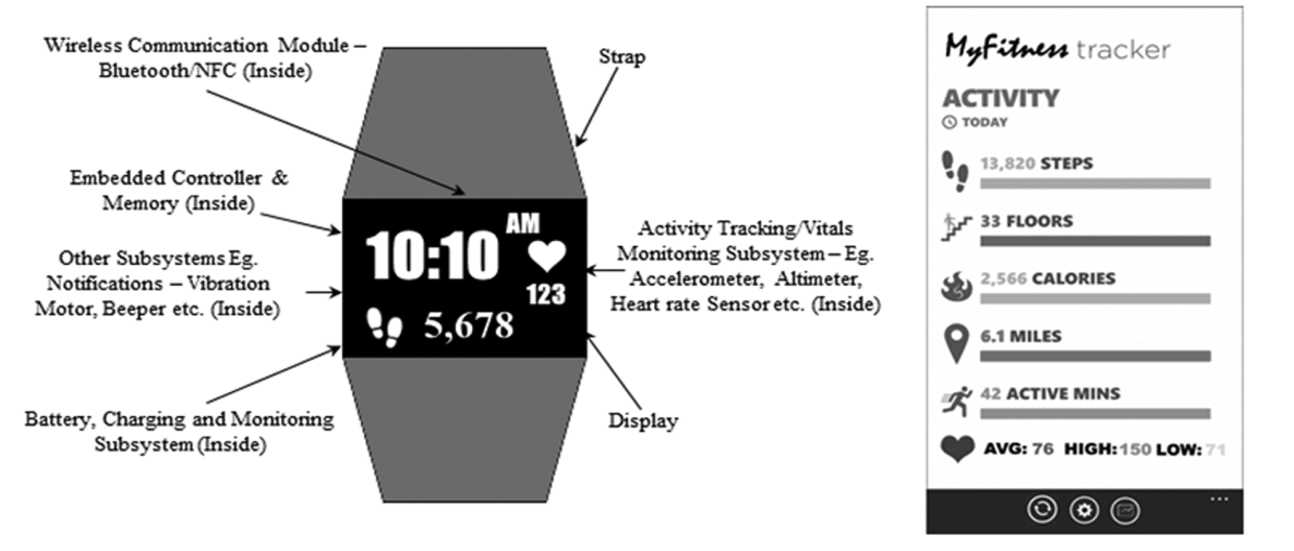 Wireless Communication Module –
Bluetooth/NFC (Inside)
Strap
Embedded Controller &
Memory (Inside)
Other Subsystems Eg.
Notifications – Vibration
Motor, Beeper etc. (Inside)
Battery, Charging and Monitoring
Subsystem (Inside)
10:10 AM
123
5,678
Activity Tracking/Vitals
Monitoring Subsystem – Eg.
Accelerometer, Altimeter,
Heart rate Sensor etc. (Inside)
Display
MyFitness tracker
ACTIVITY
TODAY
13,820 STEPS
33 FLOORS
2,566 CALORIES
6.1 MILES
42 ACTIVE MINS
AVG: 76 HIGH: 150 LOW: 71